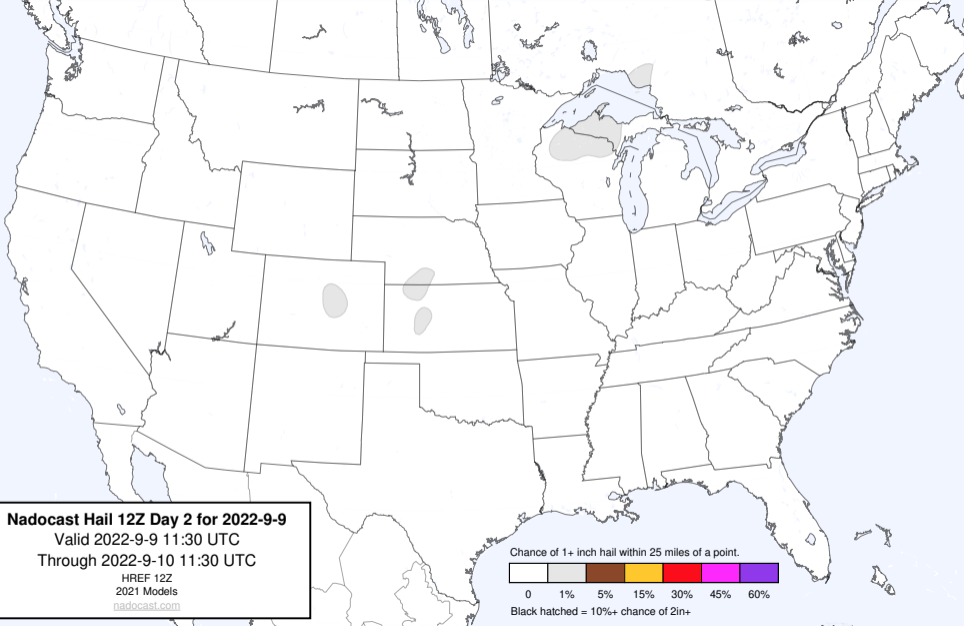 Nadocast Hail 12Z Day 2 for 2022-9-9
Valid 2022-9-9 11:30 UTC
Through 2022-9-10 11:30 UTC
HREF 12Z
2021 Models
nadocast.com
Chance of 1+ inch hail within 25 miles of a point.
0 1% 5% 15% 30% 45% 60%
Black hatched = 10%+ chance of 2in+